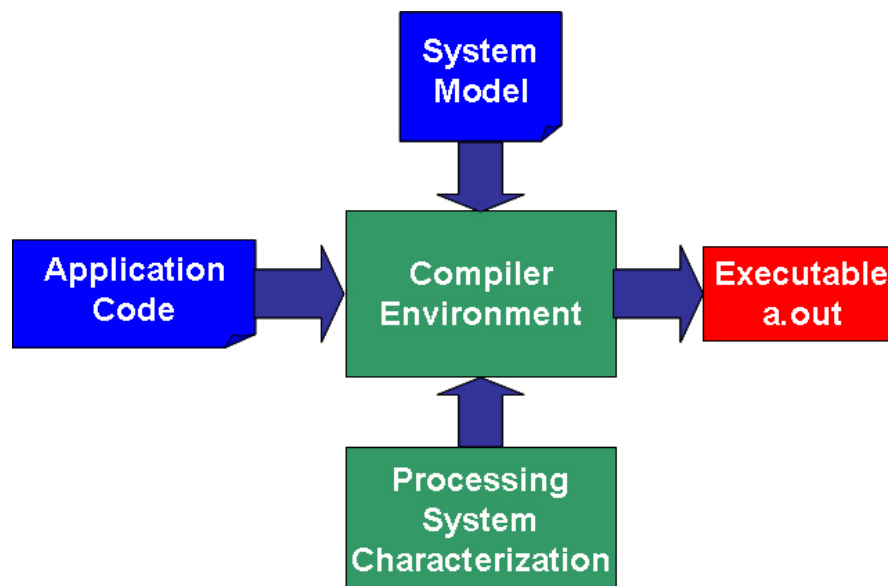 System
Model
Application
Code
Compiler
Environment
Executable
a.out
Processing
System
Characterization